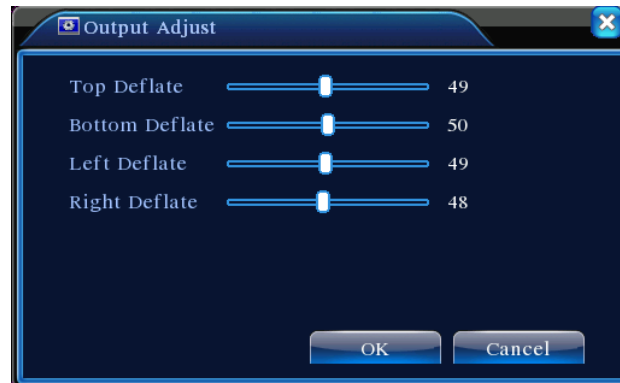 Output Adjust
Top Deflate 49
Bottom Deflate 50
Left Deflate 49
Right Deflate 48
OK Cancel